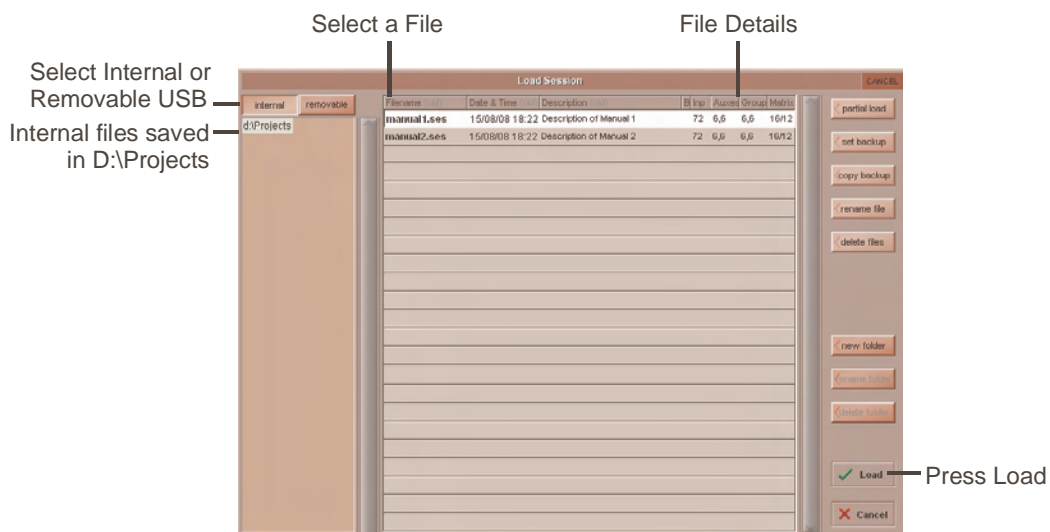 Select a File
File Details
Select Internal or
Removable USB
Internal files saved
in D:\Projects
Load Session
CANCEL
internal
removable
d:\Projects
Filename
Date & Time
Description
B Inp Auxes Group Matrix
manual1.ses 15/08/08 18:22 Description of Manual 1 72 6,6 6,6 16/12
manual2.ses 15/08/08 18:22 Description of Manual 2 72 6,6 6,6 16/12
partial load
set backup
copy backup
rename file
delete files
new folder
rename folder
delete folder
Load
Press Load
Cancel